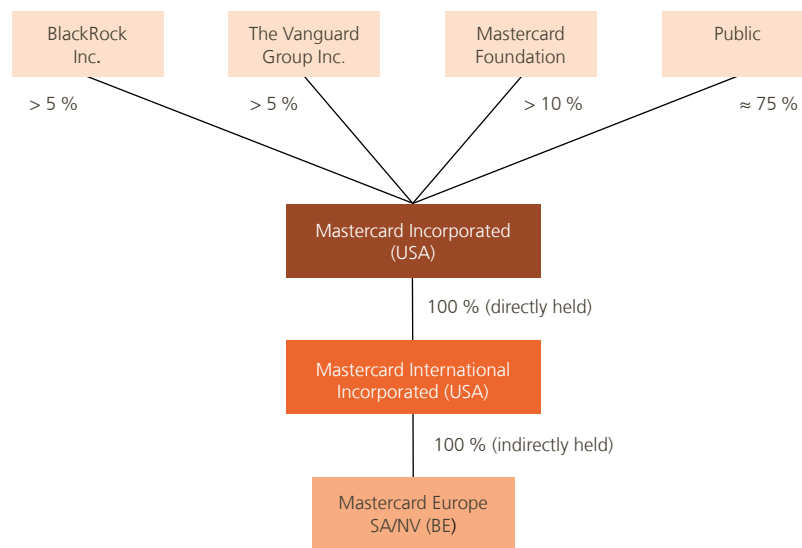 BlackRock
Inc.
The Vanguard
Group Inc.
Mastercard
Foundation
Public
> 5 %
> 5 %
> 10 %
≈ 75 %
Mastercard Incorporated
(USA)
100 % (directly held)
Mastercard International
Incorporated (USA)
100 % (indirectly held)
Mastercard Europe
SA/NV (BE)